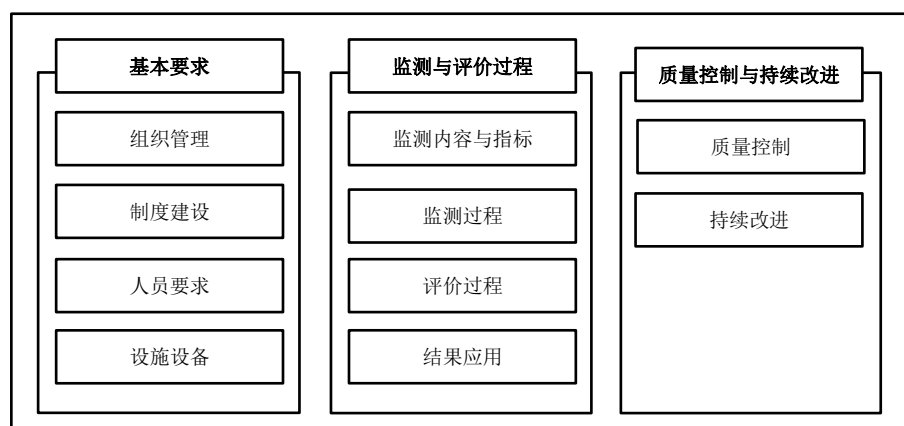 基本要求
组织管理
制度建设
人员要求
设施设备
监测与评价过程
监测内容与指标
监测过程
评价过程
结果应用
质量控制与持续改进
质量控制
持续改进